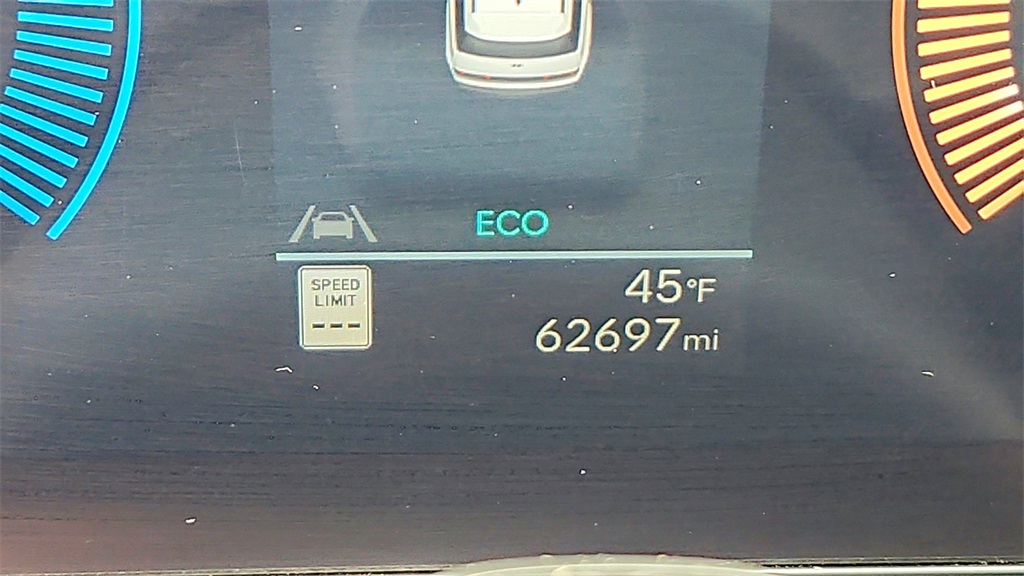 ECO
SPEED
LIMIT
---
45°F
62697mi